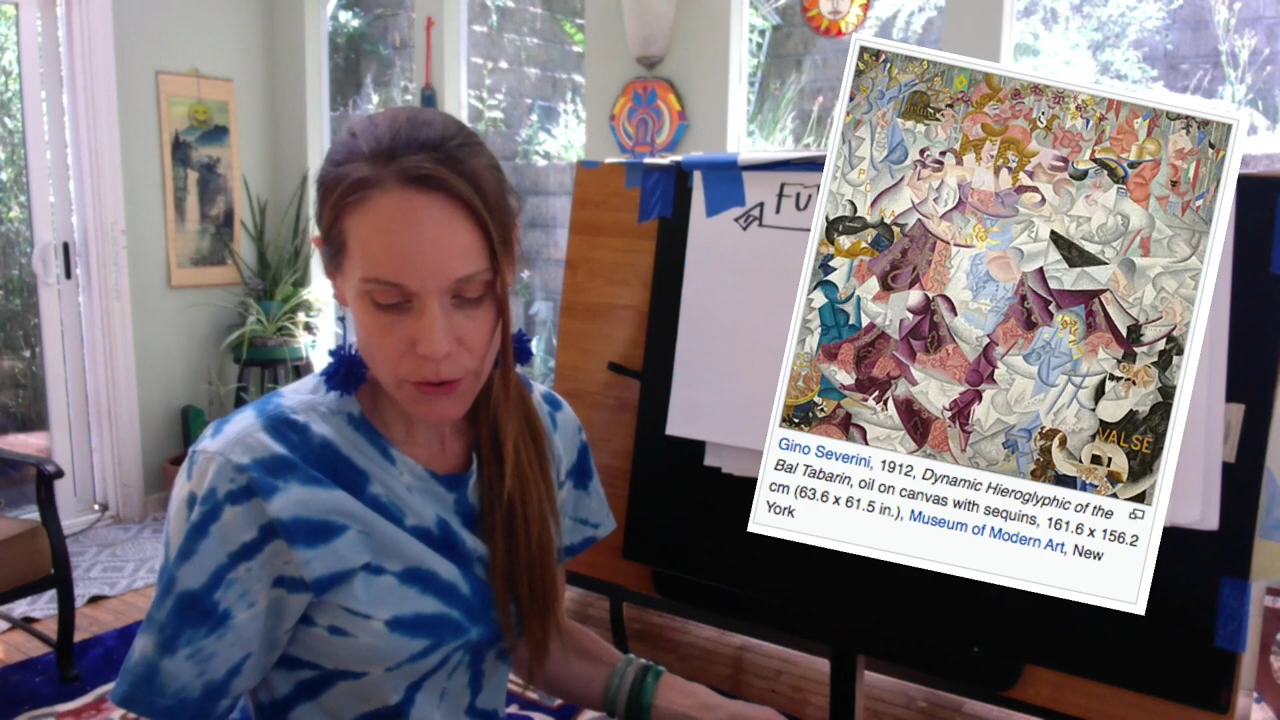 FU
VALSE
Gino Severini, 1912, Dynamic Hieroglyphic of the
Bal Tabarin, oil on canvas with sequins, 161.6 x 156.2
cm (63.6 x 61.5 in.), Museum of Modern Art, New
York